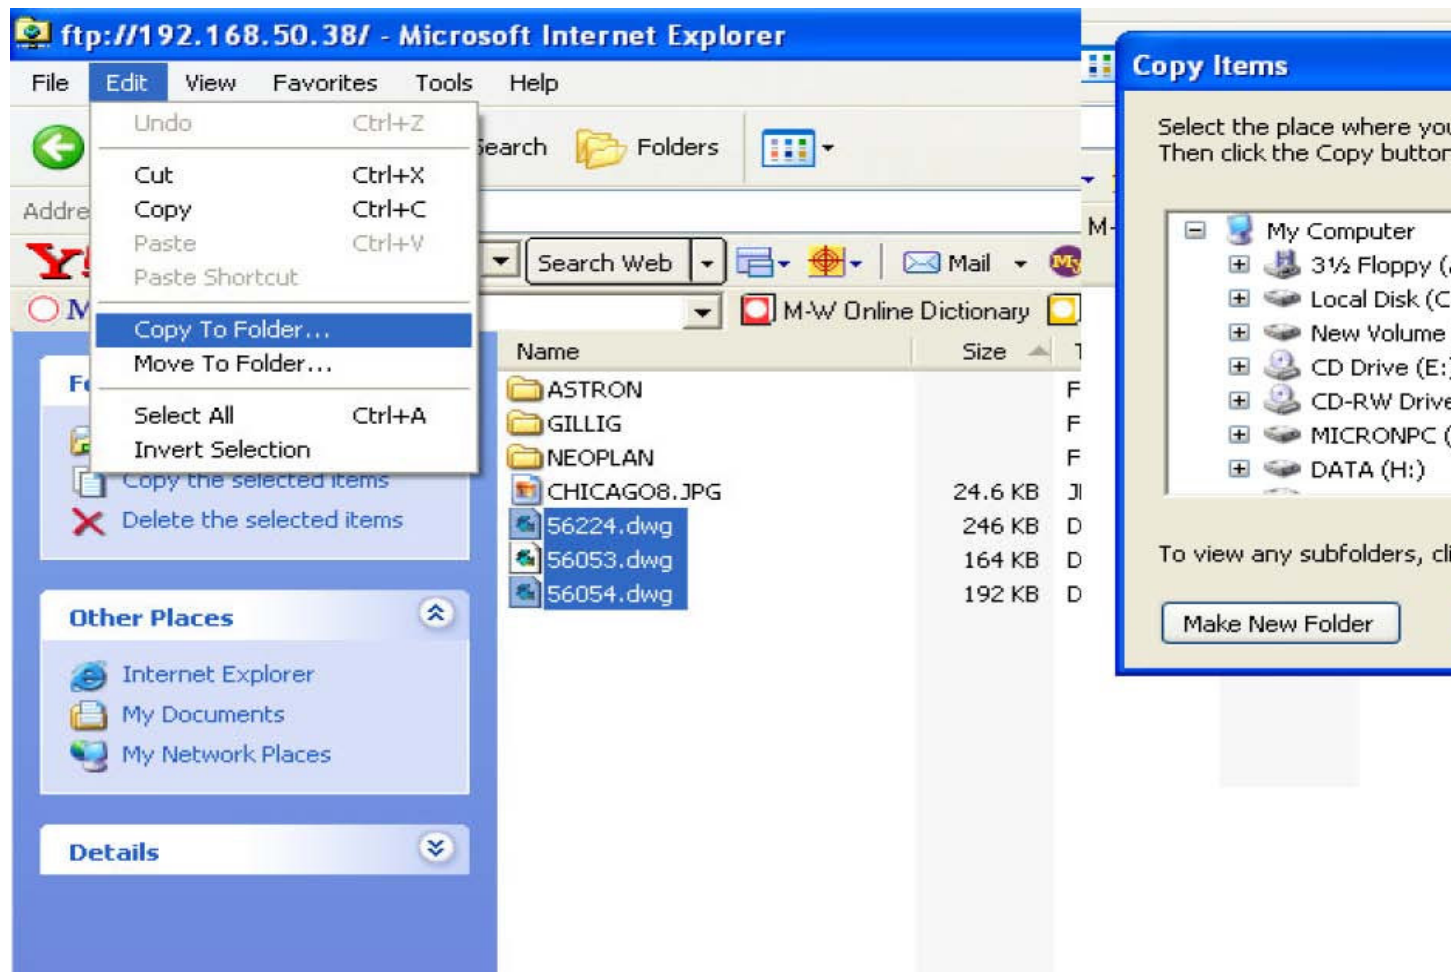 ftp://192.168.50.38/ - Microsoft Internet Explorer
File Edit View Favorites Tools Help
Undo Ctrl+Z
Cut Ctrl+X
Copy Ctrl+C
Paste Ctrl+V
Paste Shortcut
Copy To Folder...
Move To Folder...
Select All Ctrl+A
Invert Selection
Folders
Y! Search Web Mail
M-W Online Dictionary
Copy the selected items
Delete the selected items
Other Places
Internet Explorer
My Documents
My Network Places
Details
Name Size
ASTRON F
GILLIG F
NEOPLAN F
CHICAGO8.JPG 24.6 KB
56224.dwg 246 KB D
56053.dwg 164 KB D
56054.dwg 192 KB D
Copy Items
Select the place where
Then click the Copy
My Computer
3½ Floppy
Local Disk (C
New Volume
CD Drive (E:
CD-RW
MICRONPC (
DATA (H:)
To view any subfolders,
Make New Folder